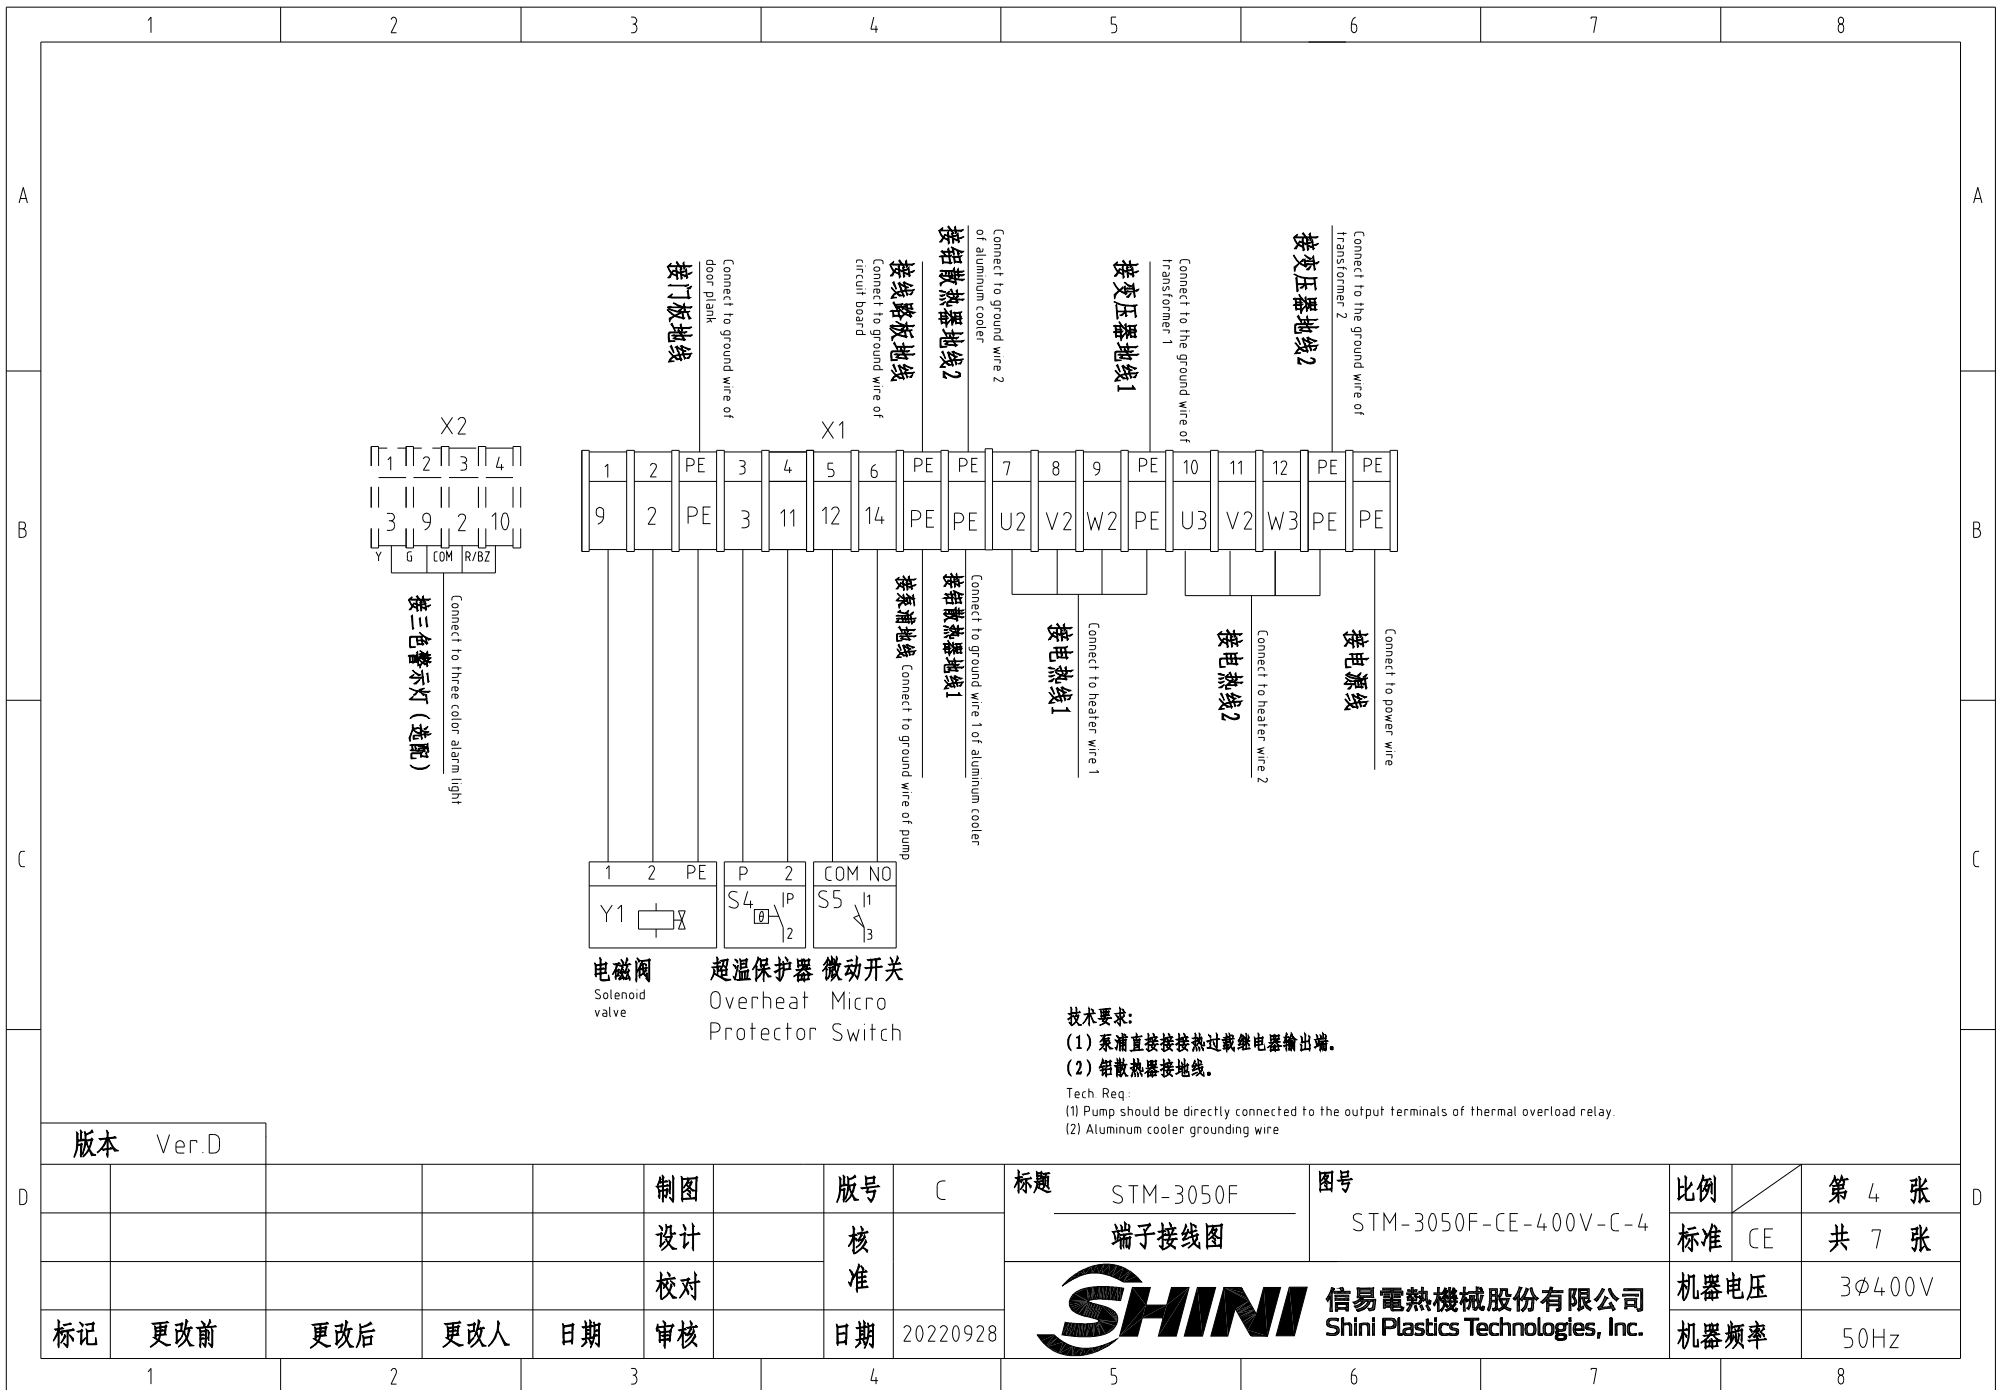 1 2 3 4 5 6 7 8
A
A
接门板地线
Connect to ground wire of
door plank
接线路板地线
Connect to ground wire of
circuit board
接铝散热器地线2
Connect to ground wire 2
of aluminum cooler
接变压器地线1
Connect to the ground wire of
transformer 1
接变压器地线2
Connect to the ground wire of
transformer 2
X2
X1
1 2 3 4
1 2 PE 3 4 5 6 PE PE 7 8 9 PE 10 11 12 PE PE
B
B
3 9 2 10
9 2 PE 3 11 12 14 PE PE U2 V2 W2 PE U3 V2 W3 PE PE
Y G COM R/BZ
接三色警示灯（选配）
Connect to three color alarm light
接泵浦地线 Connect to ground wire of pump
接铝散热器地线1
Connect to ground wire 1 of aluminum cooler
接电热线1
Connect to heater wire 1
接电热线2
Connect to heater wire 2
接电源线
Connect to power wire
C
C
1 2 PE
P 2
COM NO
Y1
S4 θ P 2
S5 1 3
电磁阀
Solenoid
valve
超温保护器
Overheat
Protector
微动开关
Micro
Switch
技术要求:
(1) 泵浦直接接接热过载继电器输出端。
(2) 铝散热器接地线。
Tech. Req.:
(1) Pump should be directly connected to the output terminals of thermal overload relay.
(2) Aluminum cooler grounding wire
版本 Ver.D
D
D
制图
设计
校对
审核
标记 更改前 更改后 更改人 日期
版号 C
核准
日期 20220928
标题 STM-3050F
端子接线图
图号
STM-3050F-CE-400V-C-4
比例
第 4 张
标准 CE
共 7 张
机器电压 3Φ400V
机器频率 50Hz
SHINI
信易電熱機械股份有限公司
Shini Plastics Technologies, Inc.
1 2 3 4 5 6 7 8